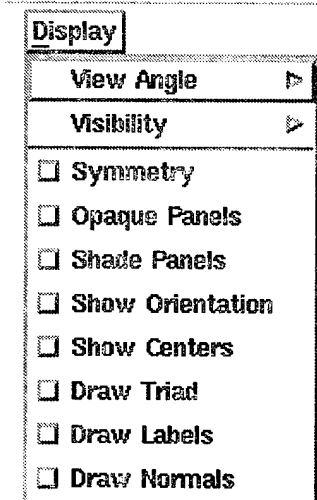 Display
View Angle
Visibility
Symmetry
Opaque Panels
Shade Panels
Show Orientation
Show Centers
Draw Triad
Draw Labels
Draw Normals